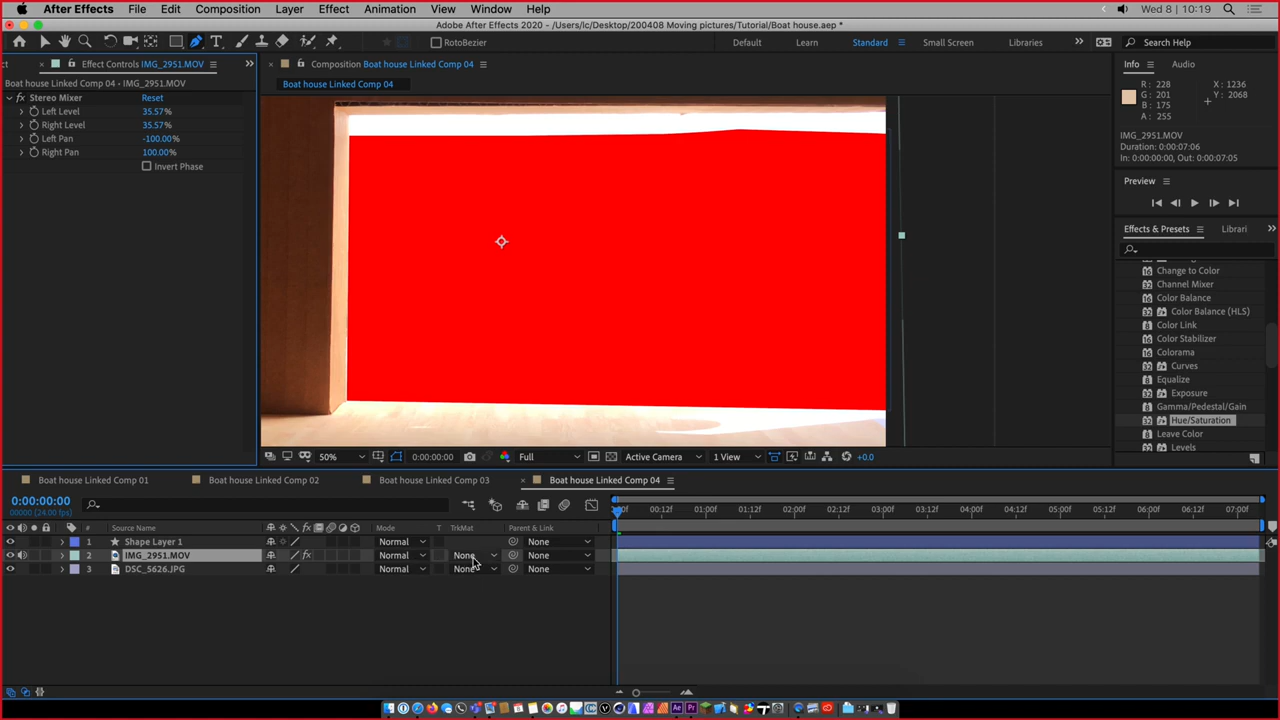 After Effects File Edit Composition Layer Effect Animation View Window Help Wed 8 | 10:19
Adobe After Effects 2020 - /Users/lc/Desktop/200408 Moving pictures/Tutorial/Boat house.aep *
RotoBezier Default Learn Standard Small Screen Libraries Search Help
ct Effect Controls IMG_2951.MOV
Composition Boat house Linked Comp 04
Info Audio
Boat house Linked Comp 04 • IMG_2951.MOV
Boat house Linked Comp 04
fx Stereo Mixer Reset
Left Level 35.57%
Right Level 35.57%
Left Pan -100.00%
Right Pan 100.00%
Invert Phase
R: 228 X: 1236
G: 201 Y: 2068
B: 175
A: 255
IMG_2951.MOV
Duration: 0:00:07:06
In: 0:00:00:00, Out: 0:00:07:05
Preview
Effects & Presets Librari
Change to Color
Channel Mixer
Color Balance
Color Balance (HLS)
Color Link
Color Stabilizer
Colorama
Curves
Equalize
Exposure
Gamma/Pedestal/Gain
Hue/Saturation
Leave Color
Levels
50% 0:00:00:00 Full Active Camera 1 View +0.0
Boat house Linked Comp 01 Boat house Linked Comp 02 Boat house Linked Comp 03 Boat house Linked Comp 04
0:00:00:00
00000 (24.00 fps)
00:12f 01:00f 01:12f 02:00f 02:12f 03:00f 03:12f 04:00f 04:12f 05:00f 05:12f 06:00f 06:12f 07:00f
# Source Name Mode T TrkMat Parent & Link
1 Shape Layer 1 Normal None
2 IMG_2951.MOV fx Normal None None
3 DSC_5626.JPG Normal None None